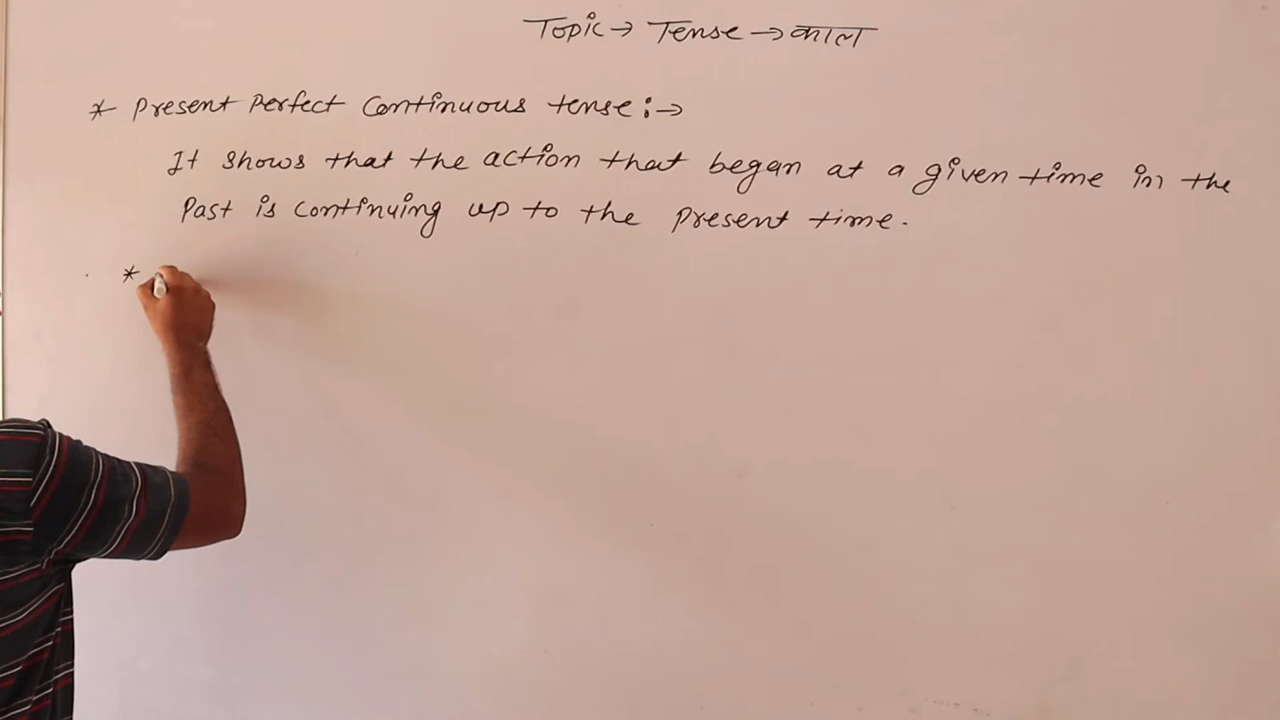 Topic → Tense → काल
* Present Perfect Continuous tense :→
It shows that the action that began at a given time in the
Past is continuing up to the present time.
*